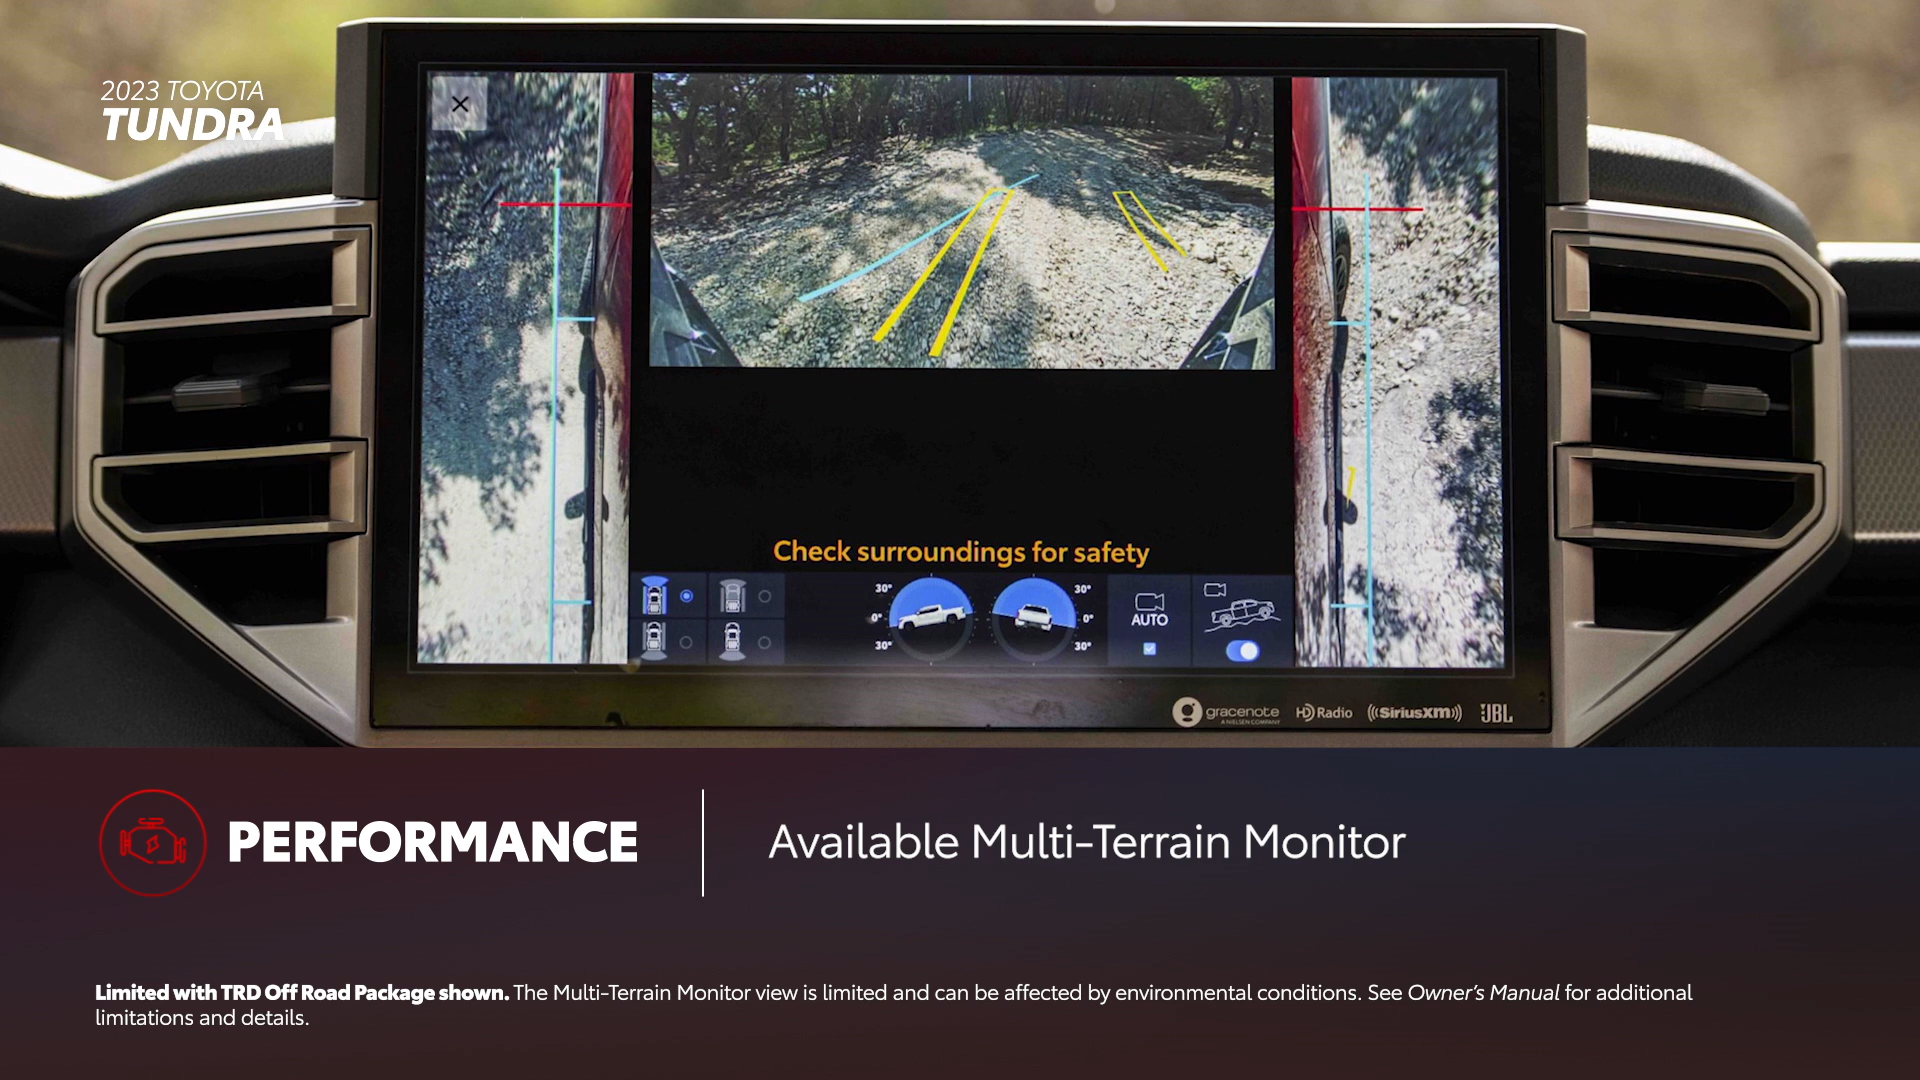 2023 TOYOTA
TUNDRA
Check surroundings for safety
30° 30°
0° 0°
30° 30°
AUTO
gracenote
A NIELSEN COMPANY
HD Radio
((SiriusXM))
JBL
PERFORMANCE
Available Multi-Terrain Monitor
Limited with TRD Off Road Package shown. The Multi-Terrain Monitor view is limited and can be affected by environmental conditions. See Owner's Manual for additional
limitations and details.